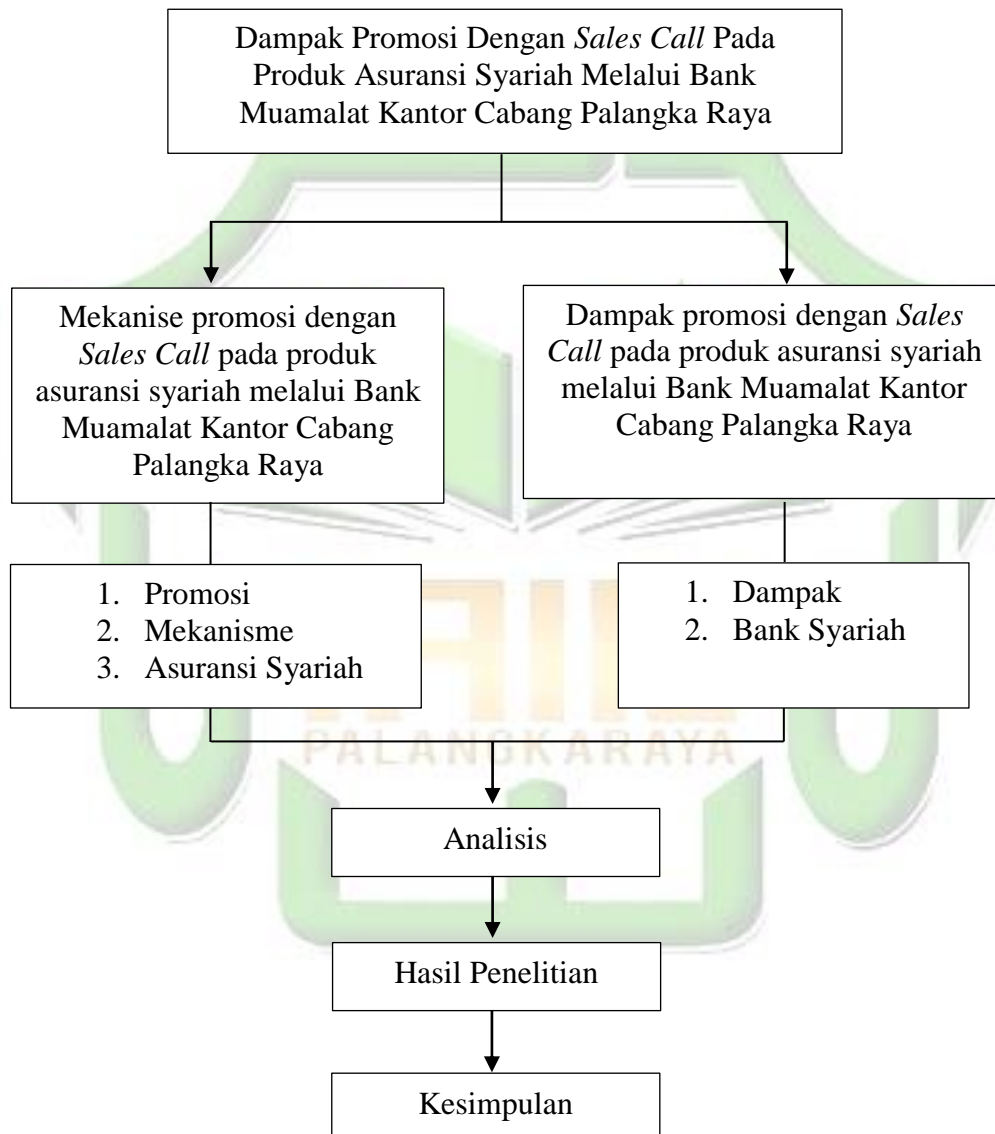 Dampak Promosi Dengan Sales Call Pada
Produk Asuransi Syariah Melalui Bank
Muamalat Kantor Cabang Palangka Raya
Mekanise promosi dengan
Sales Call pada produk
asuransi syariah melalui Bank
Muamalat Kantor Cabang
Palangka Raya
Dampak promosi dengan Sales
Call pada produk asuransi syariah
melalui Bank Muamalat Kantor
Cabang Palangka Raya
1. Promosi
2. Mekanisme
3. Asuransi Syariah
1. Dampak
2. Bank Syariah
PALANGKARAYA
Analisis
Hasil Penelitian
Kesimpulan